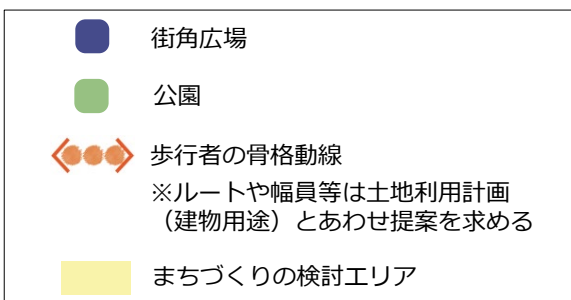 街角広場
公園
歩行者の骨格動線
※ルートや幅員等は土地利用計画
（建物用途）とあわせ提案を求める
まちづくりの検討エリア